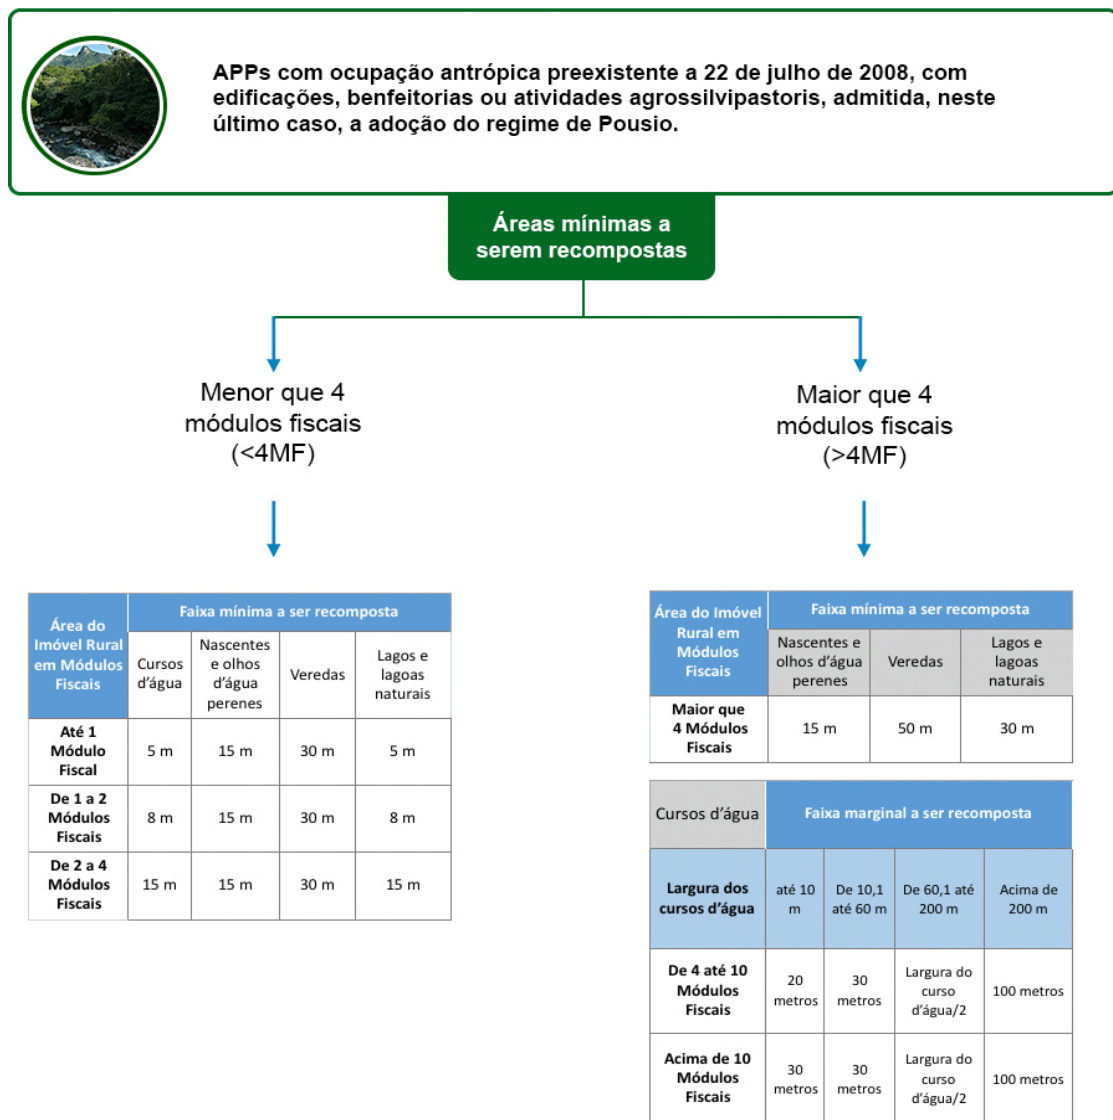 APPs com ocupação antrópica preexistente a 22 de julho de 2008, com
edificações, benfeitorias ou atividades agrossilvipastoris, admitida, neste
último caso, a adoção do regime de Pousio.
Áreas mínimas a
serem recompostas
Menor que 4
módulos fiscais
(<4MF)
Área do
Imóvel Rural
em Módulos
Fiscais
Faixa mínima a ser recomposta
Cursos
d'água
Nascentes
e olhos
d'água
perenes
Veredas
Lagos e
lagoas
naturais
Até 1
Módulo
Fiscal
5 m
15 m
30 m
5 m
De 1 a 2
Módulos
Fiscais
8 m
15 m
30 m
8 m
De 2 a 4
Módulos
Fiscais
15 m
15 m
30 m
15 m
Maior que 4
módulos fiscais
(>4MF)
Área do Imóvel
Rural em
Módulos
Fiscais
Faixa mínima a ser recomposta
Nascentes e
olhos d'água
perenes
Veredas
Lagos e
lagoas
naturais
Maior que
4 Módulos
Fiscais
15 m
50 m
30 m
Cursos d'água
Faixa marginal a ser recomposta
Largura dos
cursos d'água
até 10
m
De 10,1
até 60 m
De 60,1 até
200 m
Acima de
200 m
De 4 até 10
Módulos
Fiscais
20
metros
30
metros
Largura do
curso
d'água/2
100 metros
Acima de 10
Módulos
Fiscais
30
metros
30
metros
Largura do
curso
d'água/2
100 metros